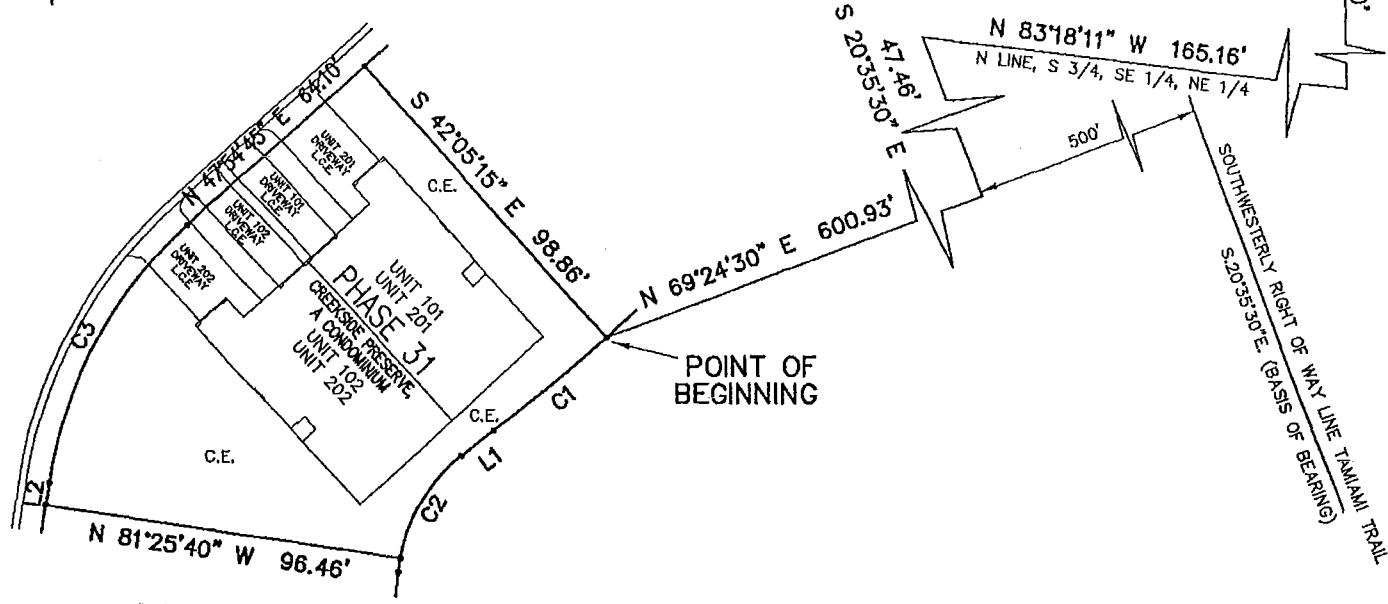 S 20°35'30" E
47.46'
N 83°18'11" W 165.16'
N LINE, S 3/4, SE 1/4, NE 1/4
500'
N 47°54'45" E 64.10'
S 42°05'15" E 98.86'
UNIT 201
DRIVEWAY
L.C.E
UNIT 101
DRIVEWAY
L.C.E
UNIT 102
DRIVEWAY
L.C.E
UNIT 202
DRIVEWAY
L.C.E
C.E.
UNIT 101
UNIT 201
PHASE 31
CREEKSIDE PRESERVE,
A CONDOMINIUM
UNIT 102
UNIT 202
N 69°24'30" E 600.93'
SOUTHWESTERLY RIGHT OF WAY LINE TAMIAMI TRAIL
S.20°35'30"E. (BASIS OF BEARING)
POINT OF
BEGINNING
C3
C1
C.E.
C.E.
L1
L2
C2
N 81°25'40" W 96.46'